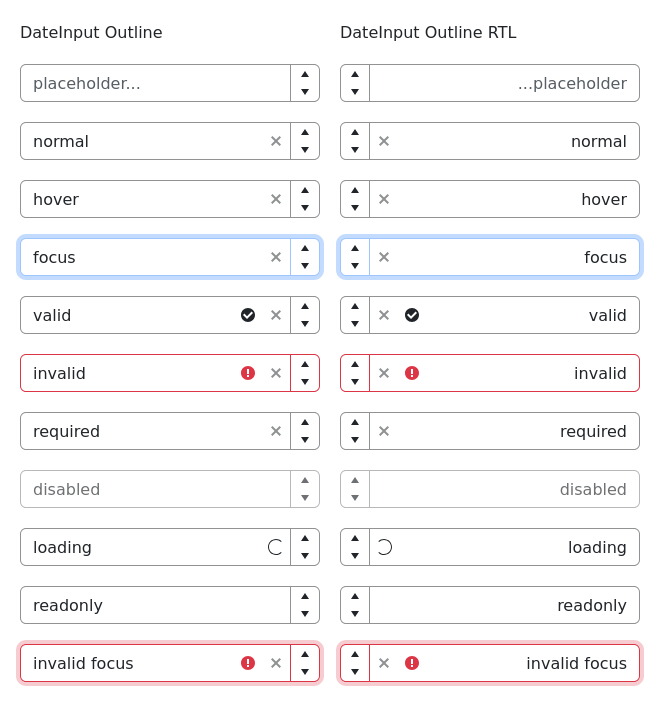 DateInput Outline
placeholder...
normal
hover
focus
valid
invalid
required
disabled
loading
readonly
invalid focus
DateInput Outline RTL
...placeholder
normal
hover
focus
valid
invalid
required
disabled
loading
readonly
invalid focus